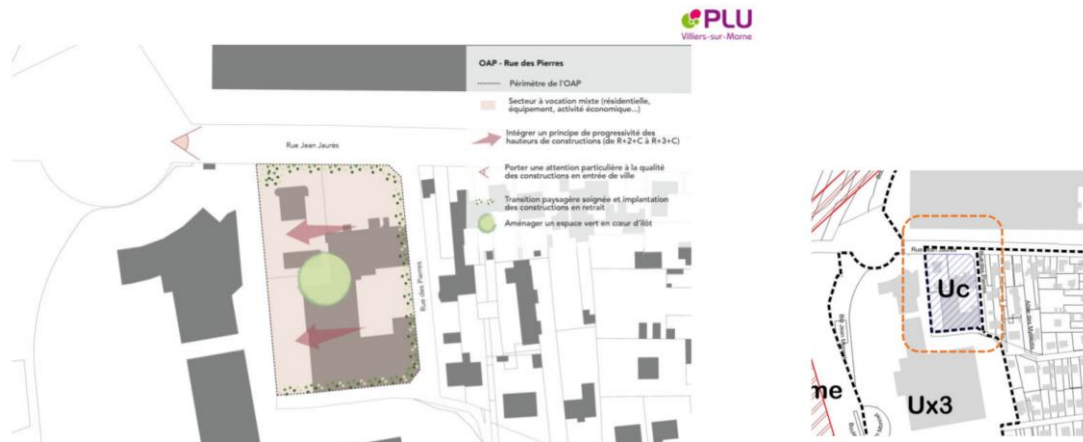 PLU
Villiers-sur-Marne
OAP - Rue des Pierres
Périmètre de l'OAP
Secteur à vocation mixte (résidentielle,
équipement, activité économique...)
Intégrer un principe de progressivité des
hauteurs de constructions (de R+2+C à R+3+C)
Porter une attention particulière à la qualité
des constructions en entrée de ville
Transition paysagère soignée et implantation
des constructions en retrait
Aménager un espace vert en cœur d'îlôt
Rue Jean Jaurès
Rue des Pierres
Uc
me
Ux3